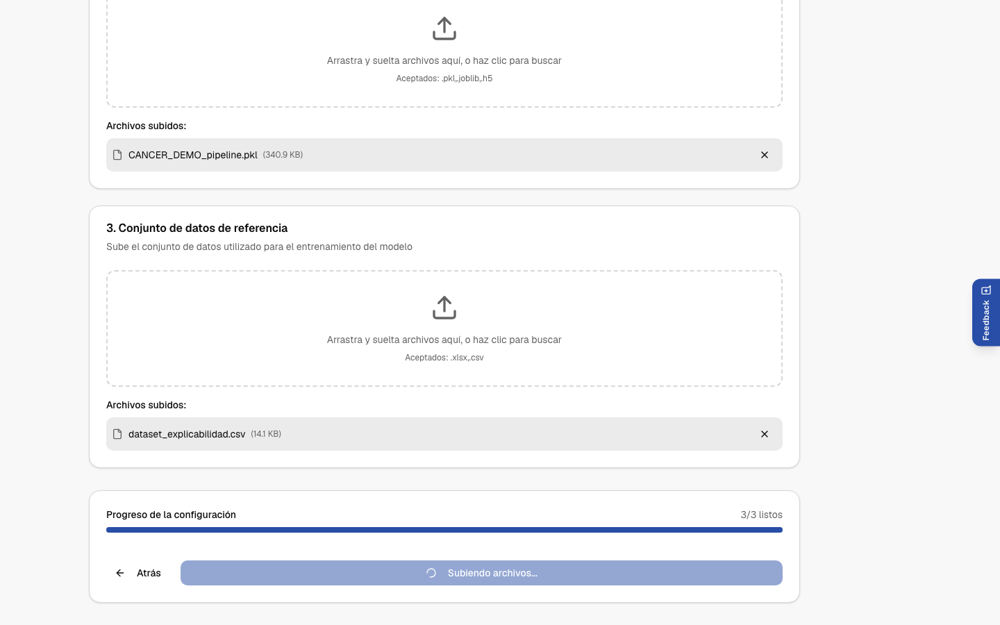 Arrastra y suelta archivos aquí, o haz clic para buscar
Aceptados: .pkl,.joblib,.h5
Archivos subidos:
CANCER_DEMO_pipeline.pkl (340.9 KB)
3. Conjunto de datos de referencia
Sube el conjunto de datos utilizado para el entrenamiento del modelo
Arrastra y suelta archivos aquí, o haz clic para buscar
Aceptados: .xlsx,.csv
Archivos subidos:
dataset_explicabilidad.csv (14.1 KB)
Progreso de la configuración 3/3 listos
Atrás Subiendo archivos...
Feedback